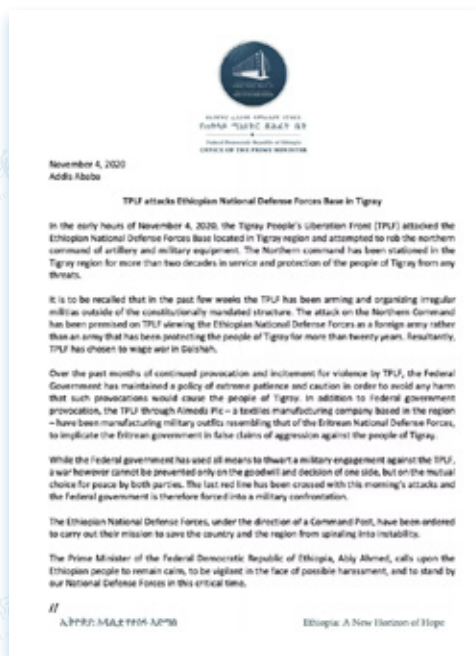 Federal Democratic Republic of Ethiopia
OFFICE OF THE PRIME MINISTER
November 4, 2020
Addis Ababa
TPLF attacks Ethiopian National Defense Forces Base in Tigray
In the early hours of November 4, 2020, the Tigray People's Liberation Front (TPLF) attacked the
Ethiopian National Defense Forces Base located in Tigray region and attempted to rob the northern
command of artillery and military equipment. The Northern command has been stationed in the
Tigray region for more than two decades in service and protection of the people of Tigray from any
threats.
It is to be recalled that in the past few weeks the TPLF has been arming and organizing irregular
militias outside of the constitutionally mandated structure. The attack on the Northern Command
has been premised on TPLF viewing the Ethiopian National Defense Forces as a foreign army rather
than an army that has been protecting the people of Tigray for more than twenty years. Resultantly,
TPLF has chosen to wage war in Dalshah.
Over the past months of continued provocation and incitement for violence by TPLF, the Federal
Government has maintained a policy of extreme patience and caution in order to avoid any harm
that such provocations would cause the people of Tigray. In addition to Federal government
provocation, the TPLF through Almeda Plc – a textiles manufacturing company based in the region
– have been manufacturing military outfits resembling that of the Eritrean National Defense Forces,
to implicate the Eritrean government in false claims of aggression against the people of Tigray.
While the Federal government has used all means to thwart a military engagement against the TPLF,
a war however cannot be prevented only on the goodwill and decision of one side, but on the mutual
choice for peace by both parties. The last red line has been crossed with this morning's attacks and
the Federal government is therefore forced into a military confrontation.
The Ethiopian National Defense Forces, under the direction of a Command Post, have been ordered
to carry out their mission to save the country and the region from spiraling into instability.
The Prime Minister of the Federal Democratic Republic of Ethiopia, Abiy Ahmed, calls upon the
Ethiopian people to remain calm, to be vigilant in the face of possible harassment, and to stand by
our National Defense Forces in this critical time.
//
Ethiopia: A New Horizon of Hope